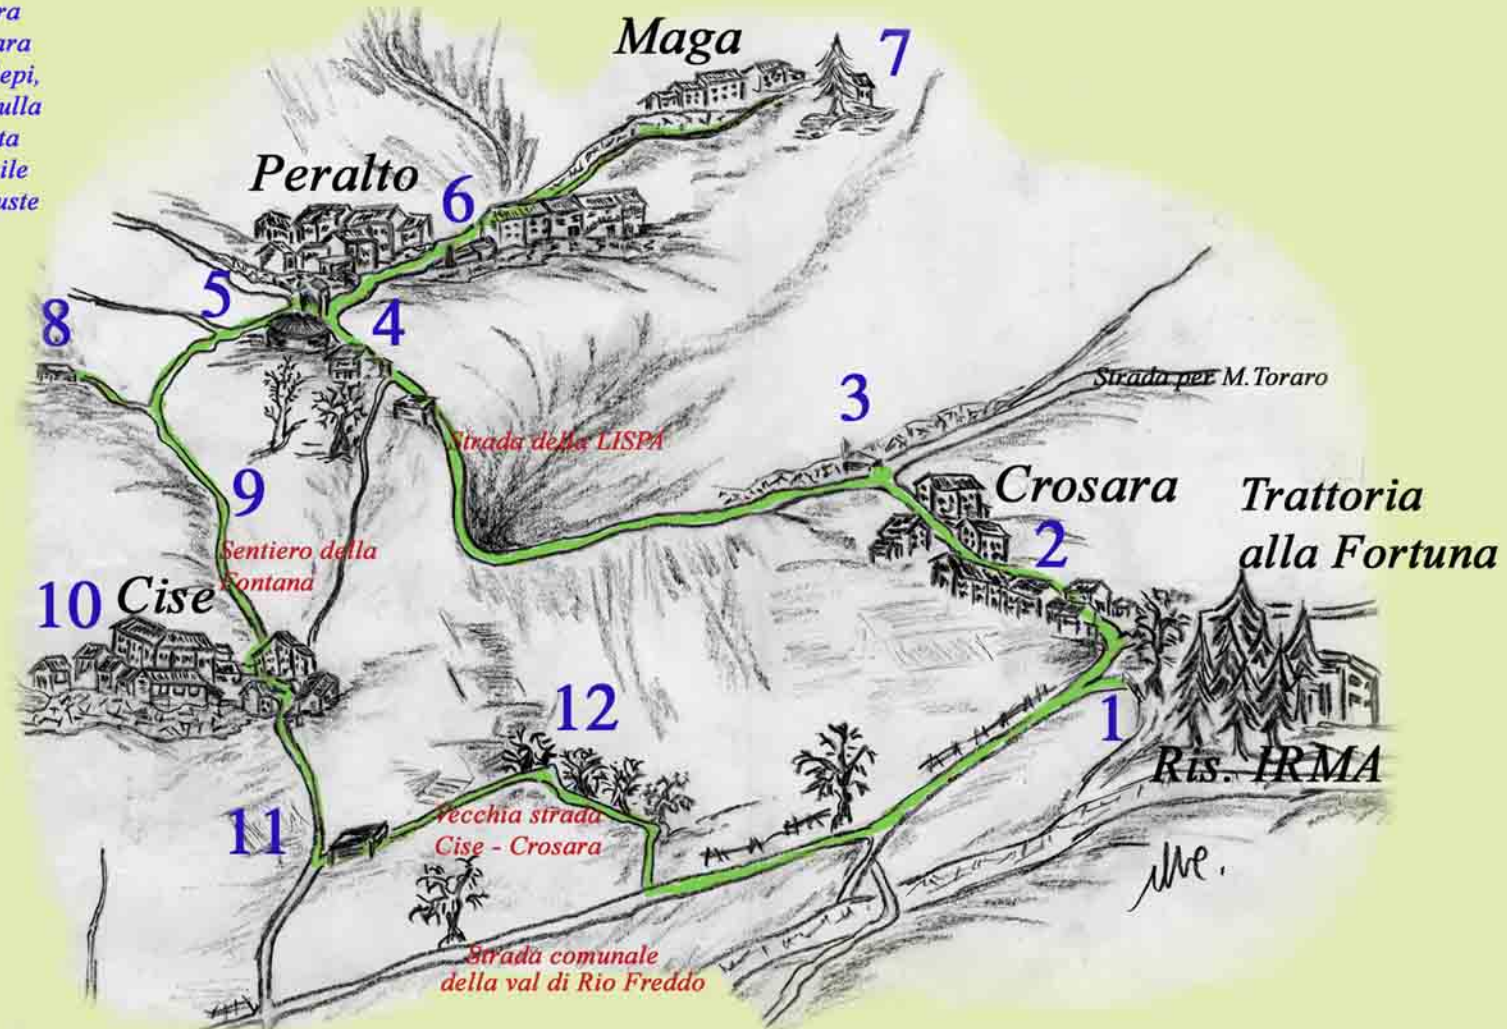 Maga
7
Peralto
6
5
8
4
3
Strada per M. Toraro
Strada della LISPA
Crosara
Trattoria
alla Fortuna
9
2
Sentiero della
Fontana
10
Cise
12
1
Ris. IRMA
11
Vecchia strada
Cise - Crosara
Strada comunale
della val di Rio Freddo